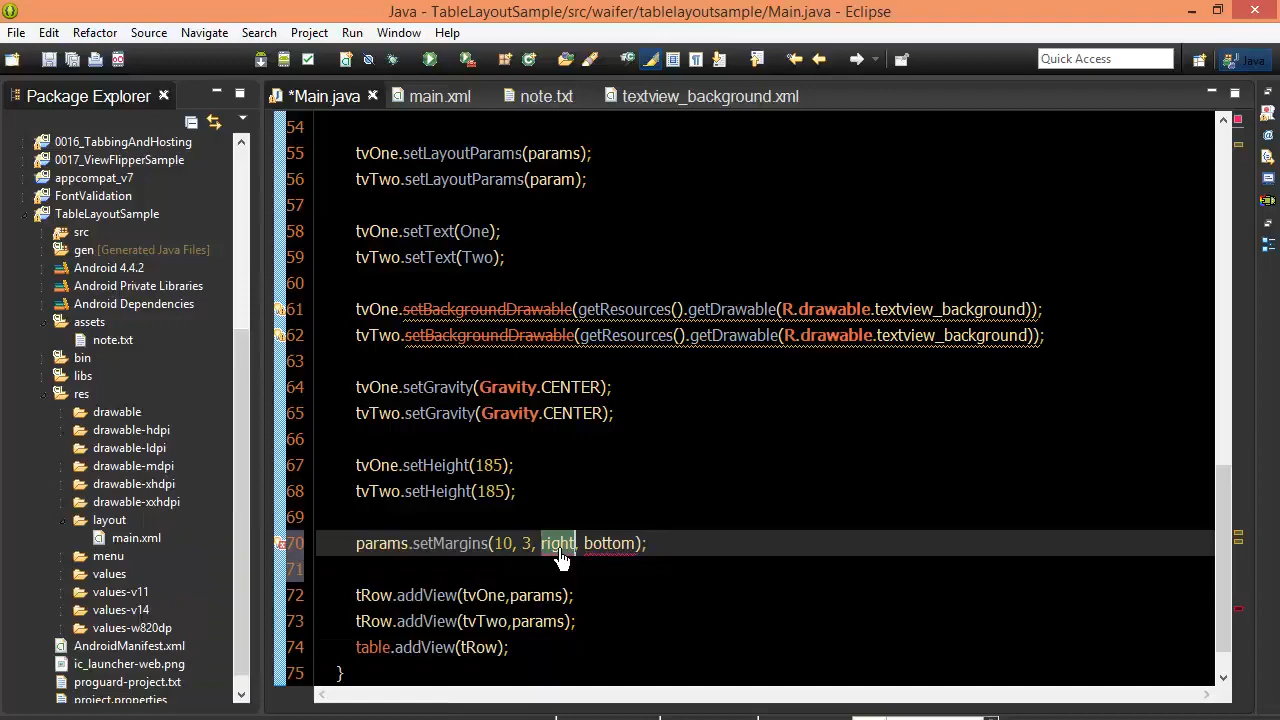 Java - TableLayoutSample/src/waifer/tablelayoutsample/Main.java - Eclipse
File Edit Refactor Source Navigate Search Project Run Window Help
Quick Access
Java
Package Explorer
*Main.java main.xml note.txt textview_background.xml
0016_TabbingAndHosting
0017_ViewFlipperSample
appcompat_v7
FontValidation
TableLayoutSample
src
gen [Generated Java Files]
Android 4.4.2
Android Private Libraries
Android Dependencies
assets
note.txt
bin
libs
res
drawable
drawable-hdpi
drawable-ldpi
drawable-mdpi
drawable-xhdpi
drawable-xxhdpi
layout
main.xml
menu
values
values-v11
values-v14
values-w820dp
AndroidManifest.xml
ic_launcher-web.png
proguard-project.txt
project.properties
54
55 tvOne.setLayoutParams(params);
56 tvTwo.setLayoutParams(param);
57
58 tvOne.setText(One);
59 tvTwo.setText(Two);
60
61 tvOne.setBackgroundDrawable(getResources().getDrawable(R.drawable.textview_background));
62 tvTwo.setBackgroundDrawable(getResources().getDrawable(R.drawable.textview_background));
63
64 tvOne.setGravity(Gravity.CENTER);
65 tvTwo.setGravity(Gravity.CENTER);
66
67 tvOne.setHeight(185);
68 tvTwo.setHeight(185);
69
70 params.setMargins(10, 3, right, bottom);
71
72 tRow.addView(tvOne,params);
73 tRow.addView(tvTwo,params);
74 table.addView(tRow);
75 }